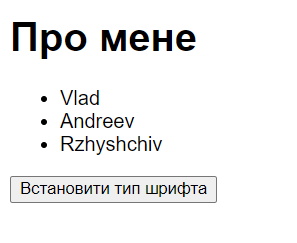 Про мене
Vlad
Andreev
Rzhyshchiv
Встановити тип шрифта